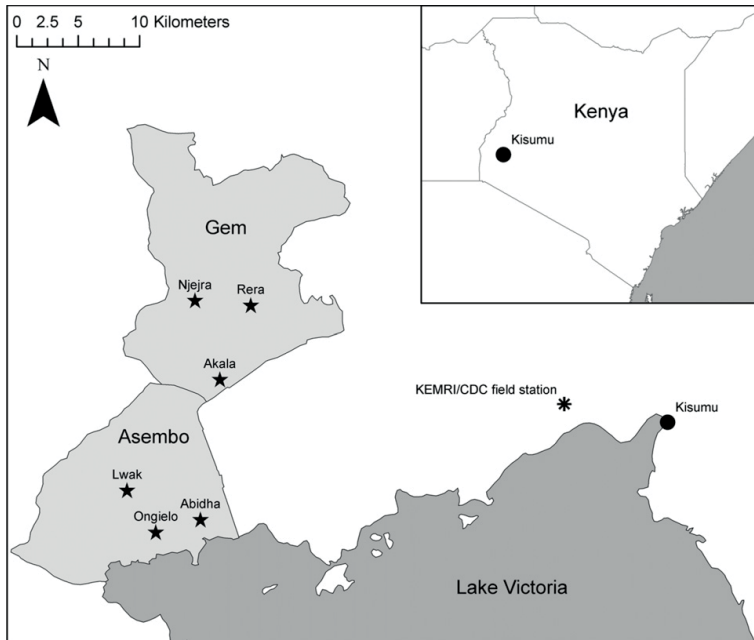 0 2.5 5 10 Kilometers
N
Kenya
Kisumu
Gem
Njejra
Rera
Akala
KEMRI/CDC field station
Kisumu
Asembo
Lwak
Abidha
Ongielo
Lake Victoria